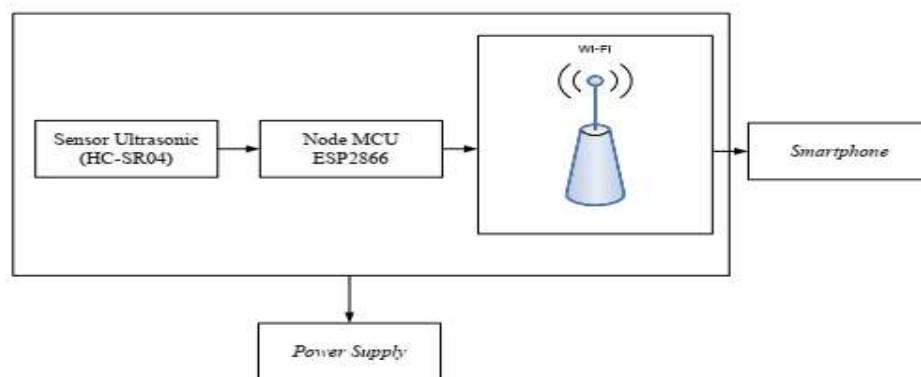 WI-FI
Sensor Ultrasonic
(HC-SR04)
Node MCU
ESP2866
Smartphone
Power Supply